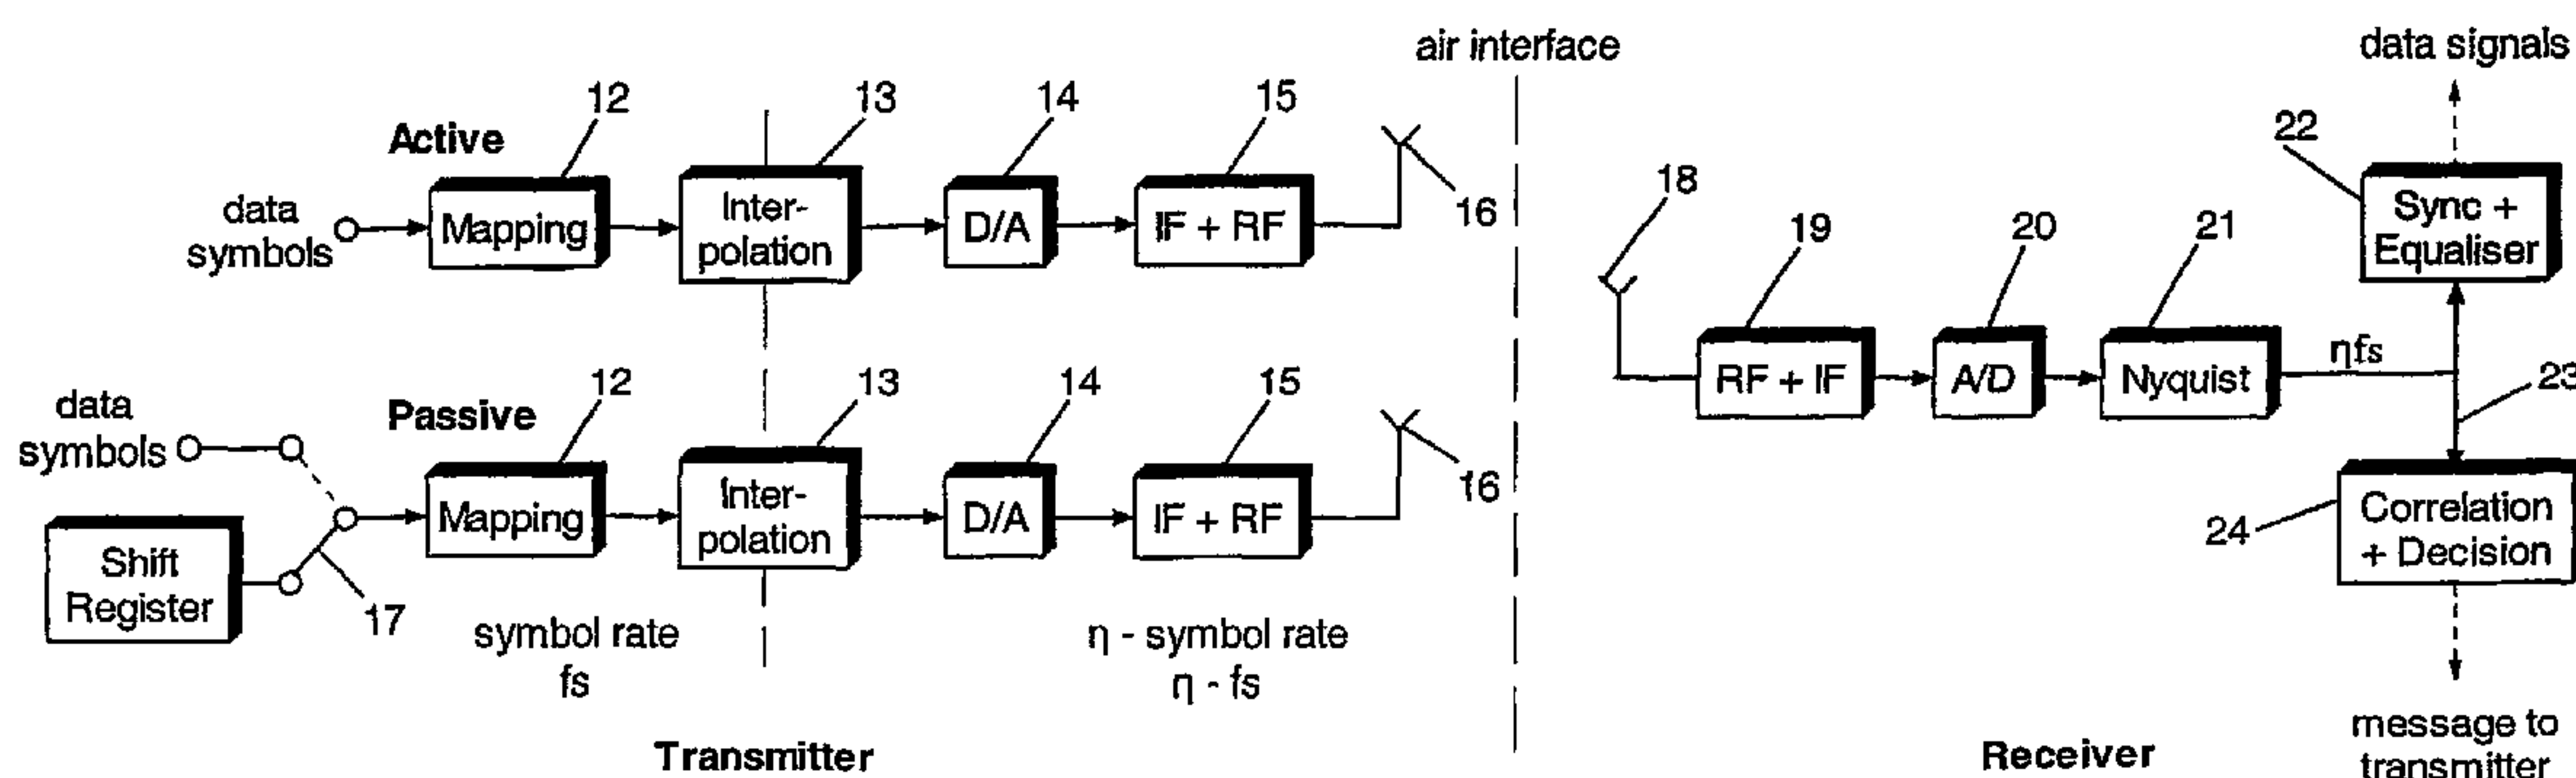 air interface
data signals
12
13
14
15
Active
22
data
symbols
Mapping
Inter-
polation
D/A
IF + RF
16
18
19
20
21
Sync +
Equaliser
RF + IF
A/D
Nyquist
ηfs
23
data
symbols
Passive
12
13
14
15
Mapping
Inter-
polation
D/A
IF + RF
16
Shift
Register
17
24
Correlation
+ Decision
symbol rate
fs
η - symbol rate
η - fs
Transmitter
Receiver
message to
transmitter